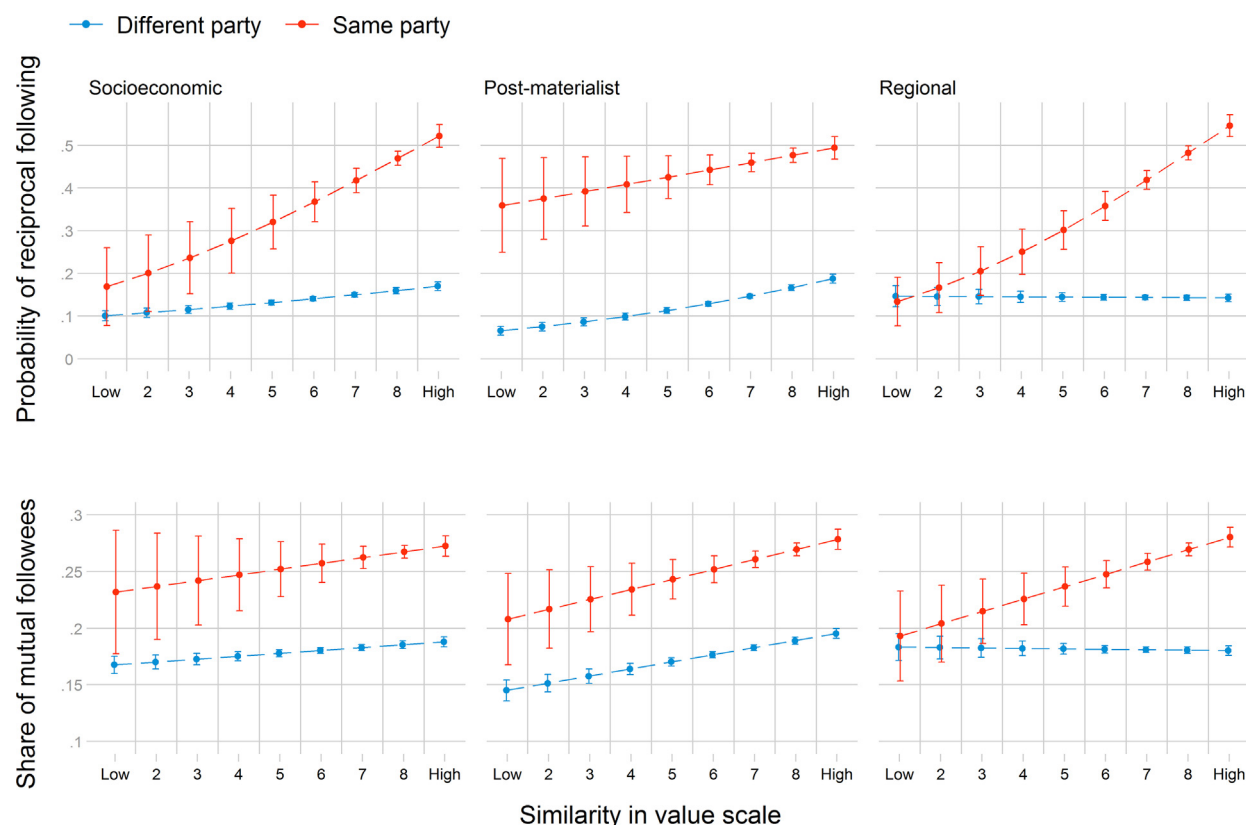 Different party Same party
Socioeconomic Post-materialist Regional
Probability of reciprocal following
.5
.4
.3
.2
.1
0
Low 2 3 4 5 6 7 8 High Low 2 3 4 5 6 7 8 High Low 2 3 4 5 6 7 8 High
Share of mutual followees
.3
.25
.2
.15
.1
Low 2 3 4 5 6 7 8 High Low 2 3 4 5 6 7 8 High Low 2 3 4 5 6 7 8 High
Similarity in value scale